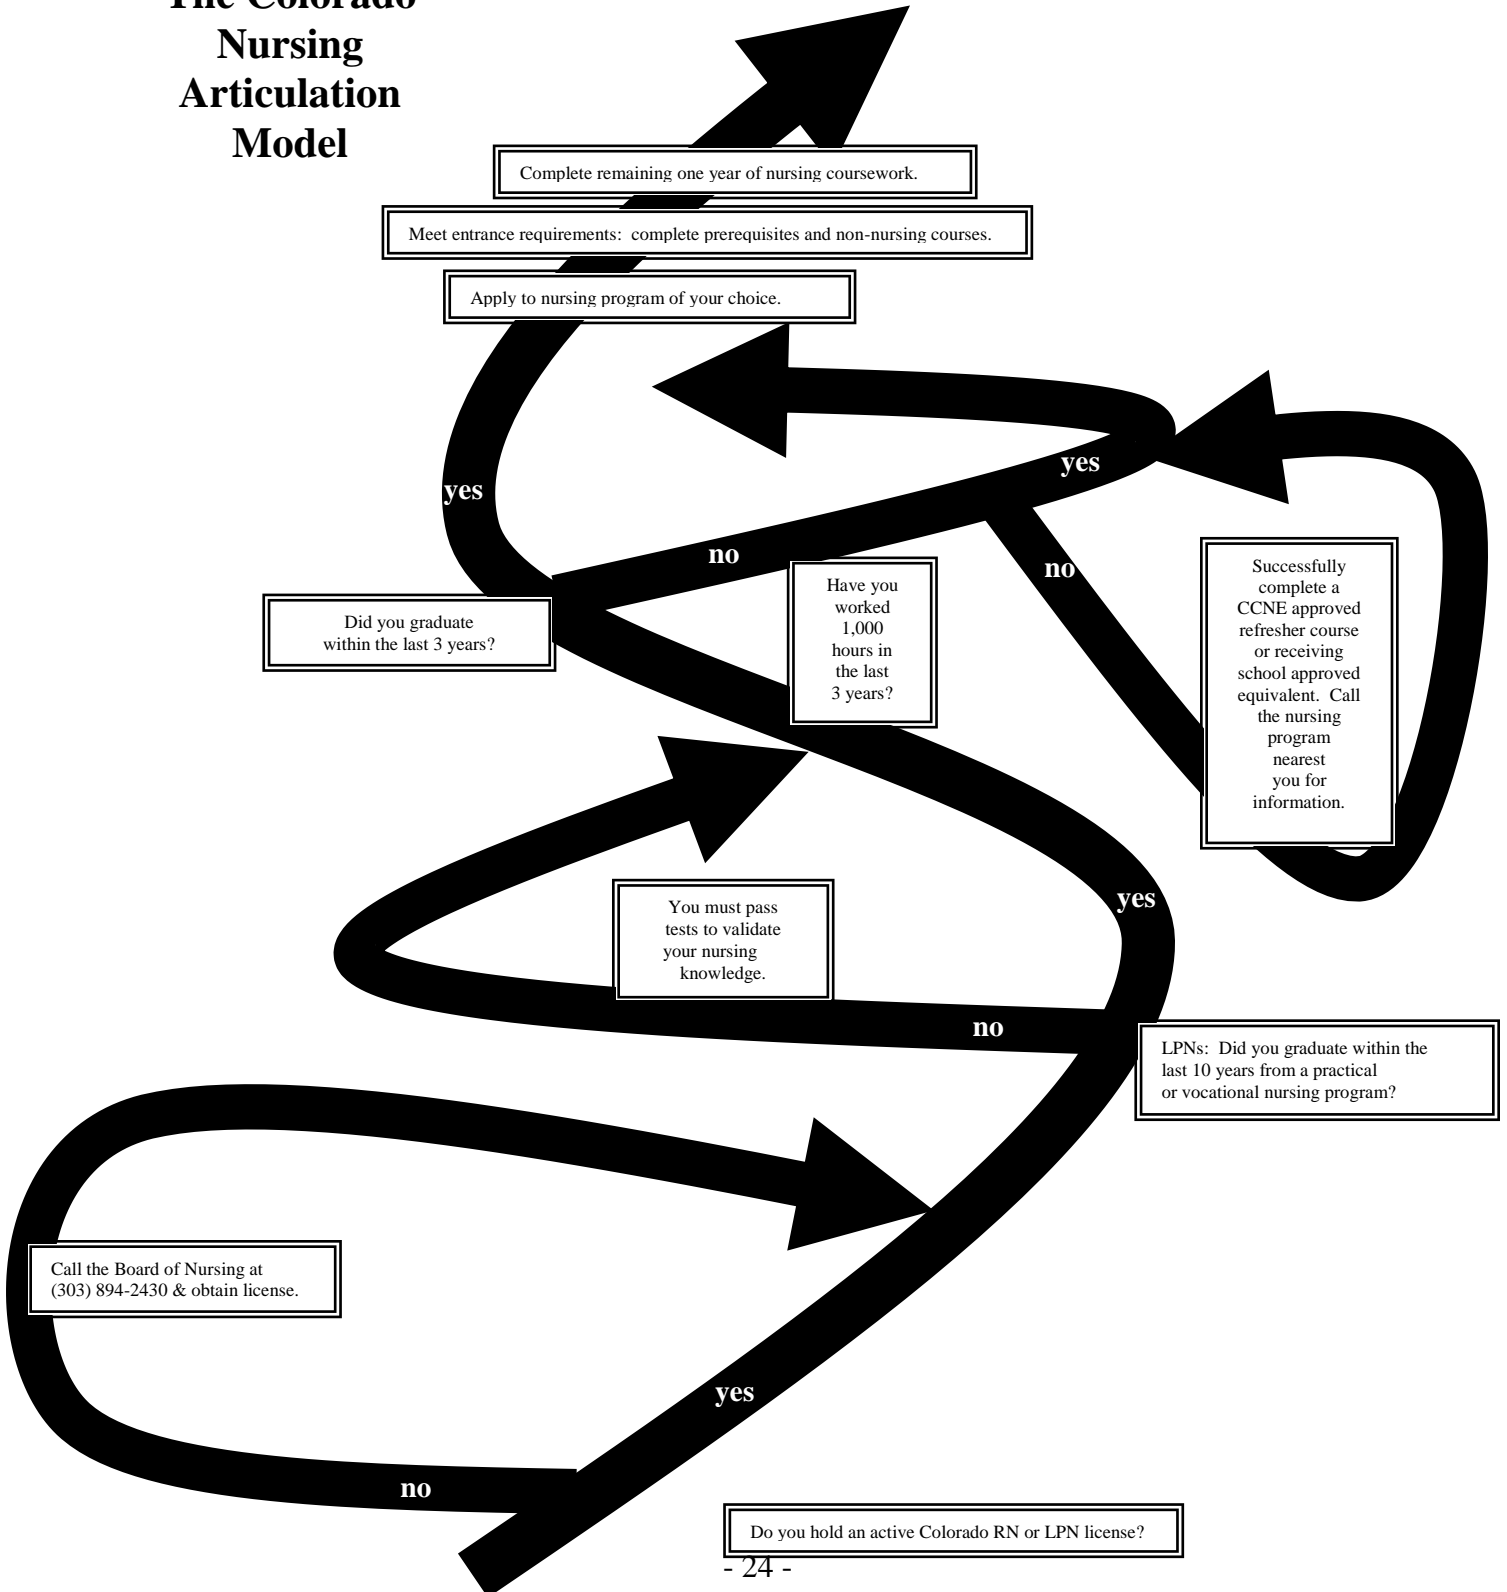 The Colorado
Nursing
Articulation
Model
Complete remaining one year of nursing coursework.
Meet entrance requirements: complete prerequisites and non-nursing courses.
Apply to nursing program of your choice.
yes
yes
no
no
Have you
worked
1,000
hours in
the last
3 years?
Successfully
complete a
CCNE approved
refresher course
or receiving
school approved
equivalent. Call
the nursing
program
nearest
you for
information.
Did you graduate
within the last 3 years?
You must pass
tests to validate
your nursing
knowledge.
yes
no
LPNs: Did you graduate within the
last 10 years from a practical
or vocational nursing program?
Call the Board of Nursing at
(303) 894-2430 & obtain license.
yes
no
Do you hold an active Colorado RN or LPN license?
- 24 -